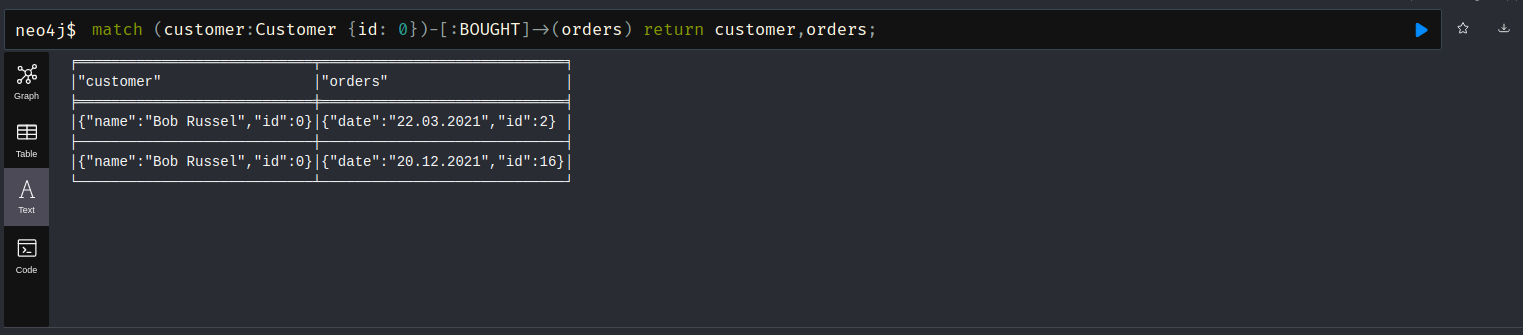 neo4j$ match (customer:Customer {id: 0})-[:BOUGHT]->(orders) return customer,orders;
Graph
Table
Text
Code
"customer" "orders"
{"name":"Bob Russel","id":0} {"date":"22.03.2021","id":2}
{"name":"Bob Russel","id":0} {"date":"20.12.2021","id":16}